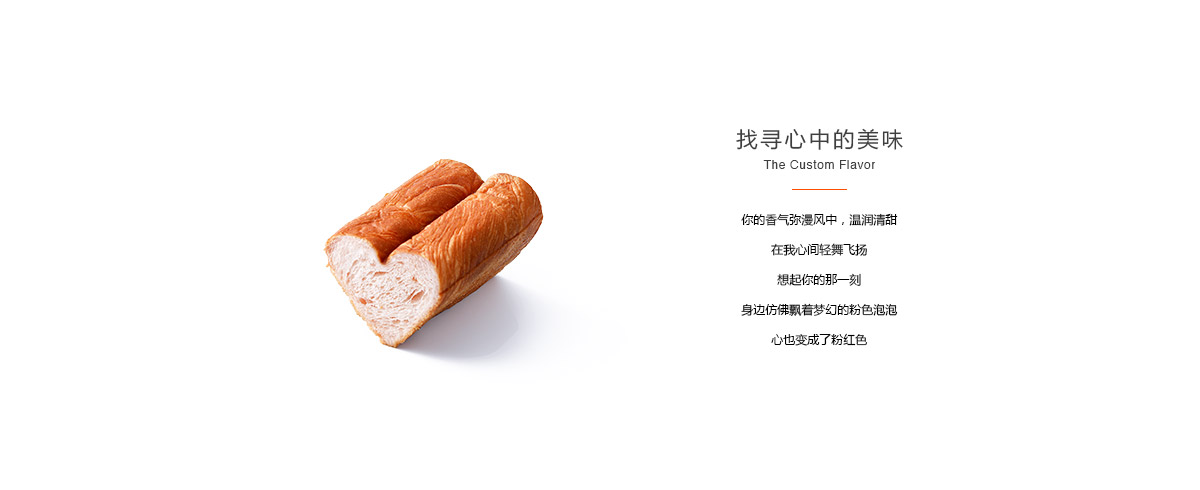 找寻心中的美味
The Custom Flavor
你的香气弥漫风中，温润清甜
在我心间轻舞飞扬
想起你的那一刻
身边仿佛飘着梦幻的粉色泡泡
心也变成了粉红色